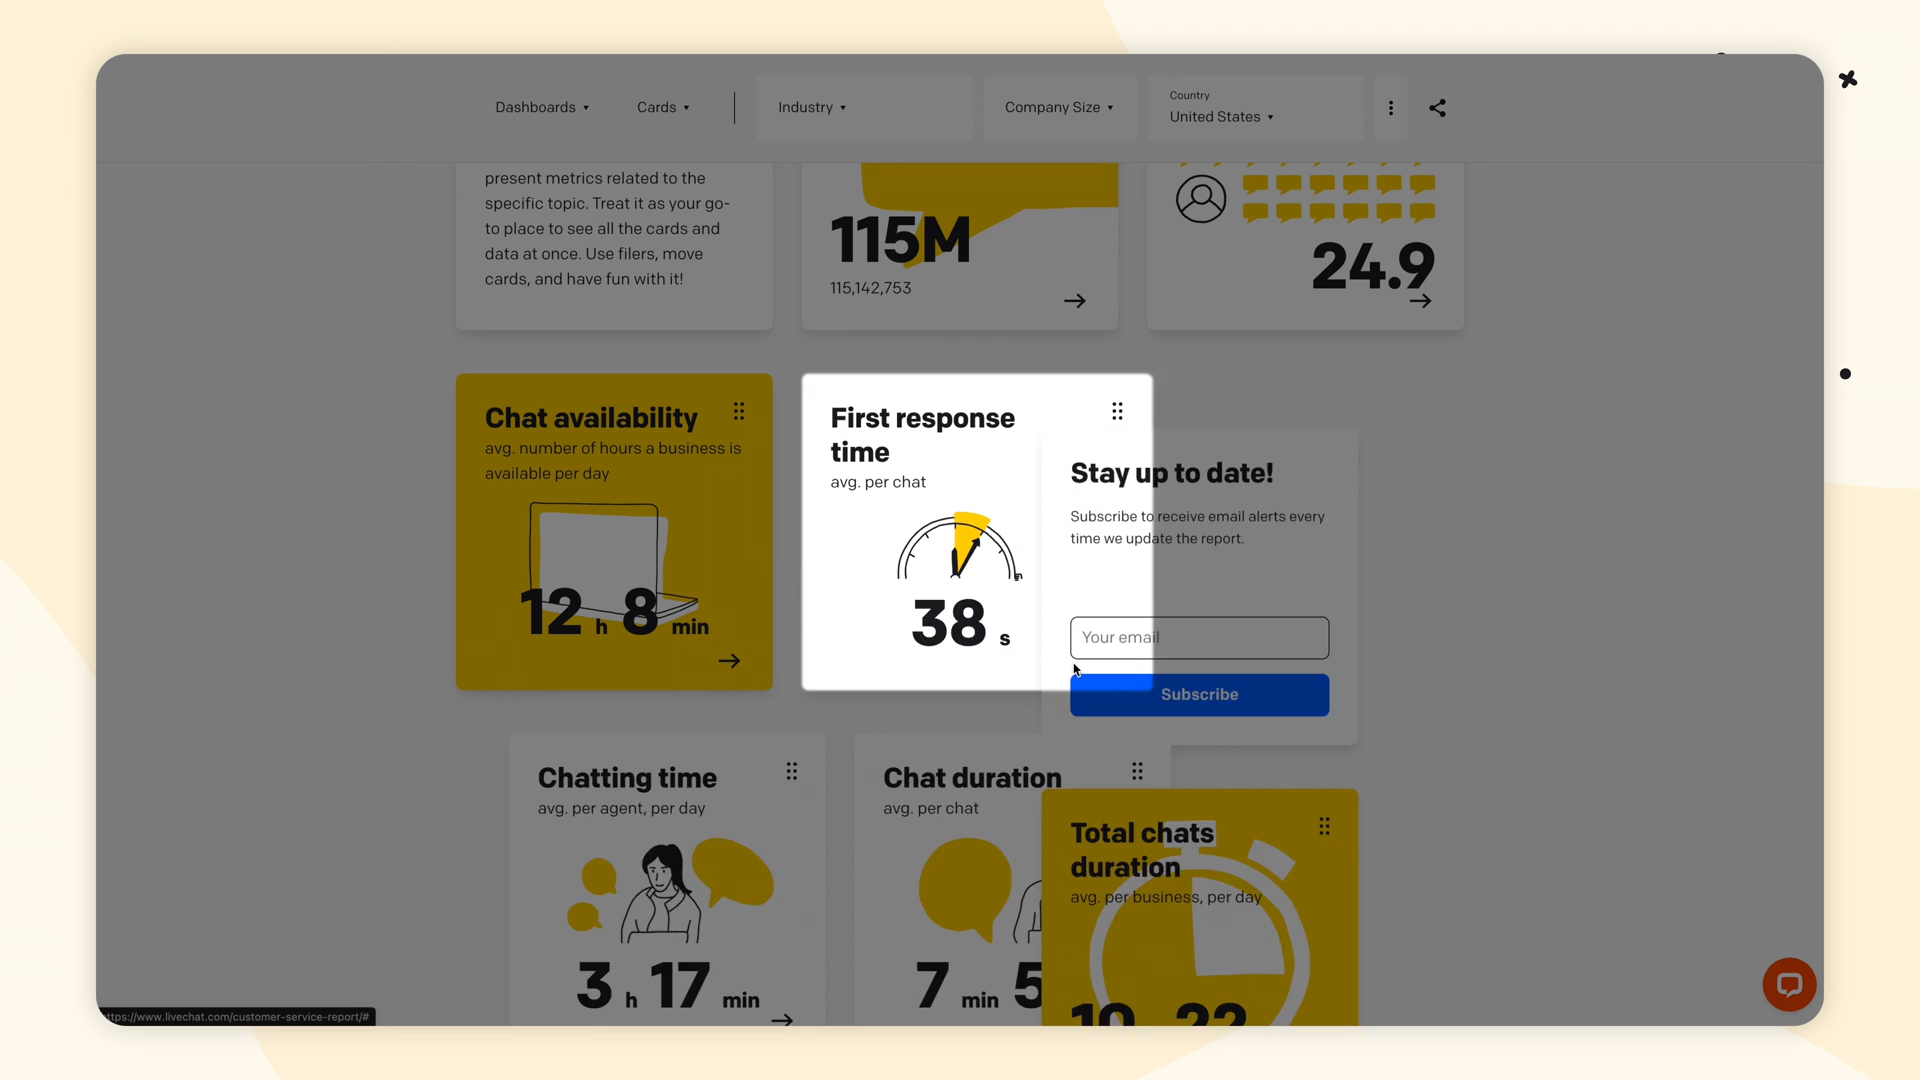 Dashboards
Cards
Industry
Company Size
Country
United States
present metrics related to the
specific topic. Treat it as your go-
to place to see all the cards and
data at once. Use filers, move
cards, and have fun with it!
115M
115,142,753
24.9
Chat availability
avg. number of hours a business is
available per day
12 h 8 min
First response
time
avg. per chat
38 s
Stay up to date!
Subscribe to receive email alerts every
time we update the report.
Your email
Subscribe
Chatting time
avg. per agent, per day
3 h 17 min
Chat duration
avg. per chat
7 min 5
Total chats
duration
avg. per business, per day
10 22
ttps://www.livechat.com/customer-service-report/#